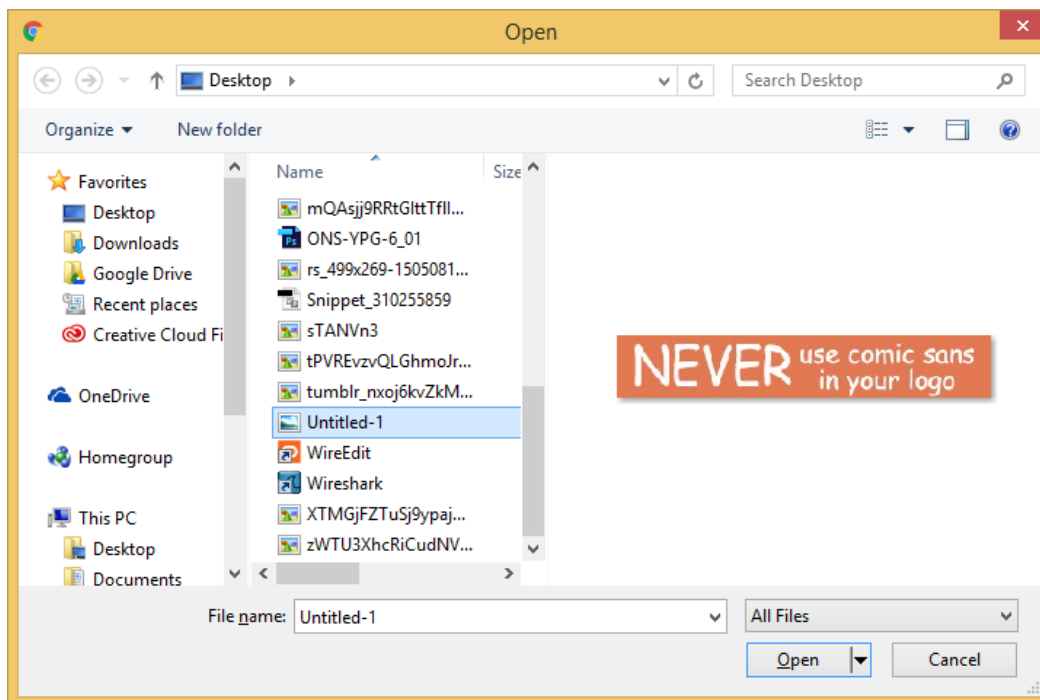 Open
Desktop
Search Desktop
Organize
New folder
Favorites
Desktop
Downloads
Google Drive
Recent places
Creative Cloud Fi
OneDrive
Homegroup
This PC
Desktop
Documents
Name
Size
ONS-YPG-6_01
rs_499x269-1505081...
Snippet_310255859
sTANVn3
tPVREvzvQLGhmoJr...
tumblr_nxoj6kvZkM...
Untitled-1
WireEdit
Wireshark
XTMGjFZTuSj9ypaj...
zWTU3XhcRiCudNV...
NEVER use comic sans
in your logo
File name:
Untitled-1
All Files
Open
Cancel